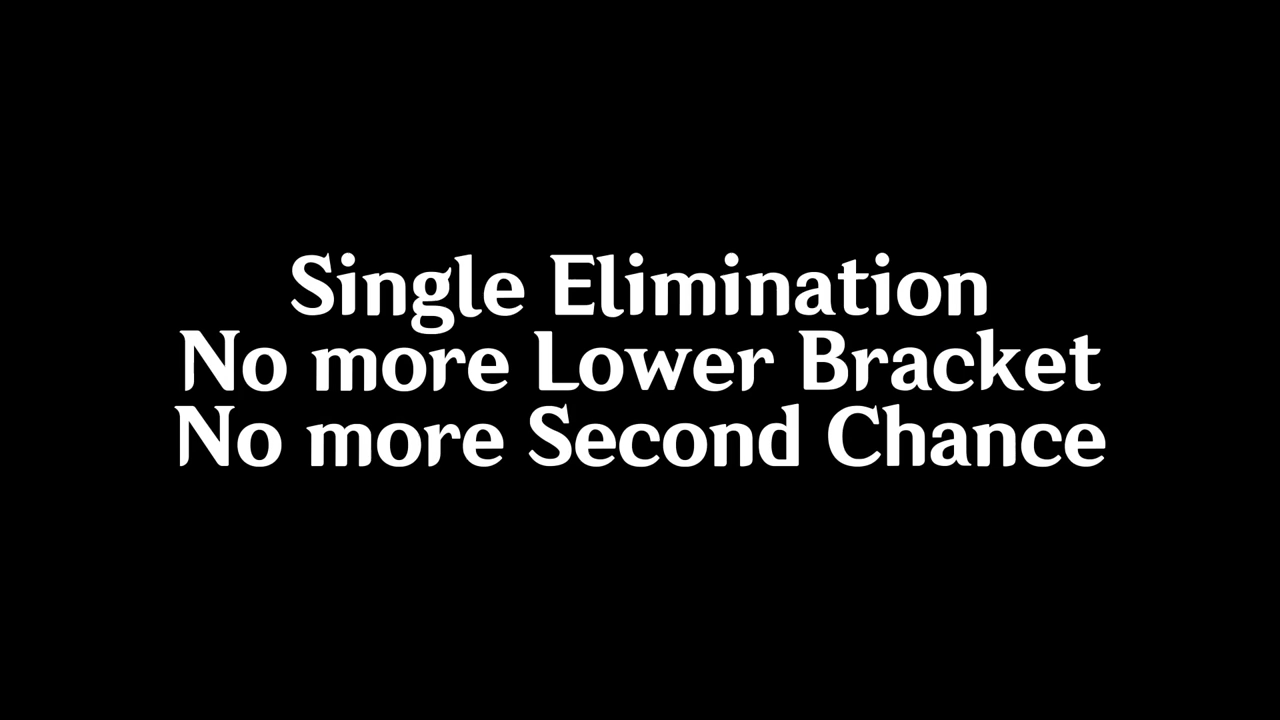 Single Elimination
No more Lower Bracket
No more Second Chance